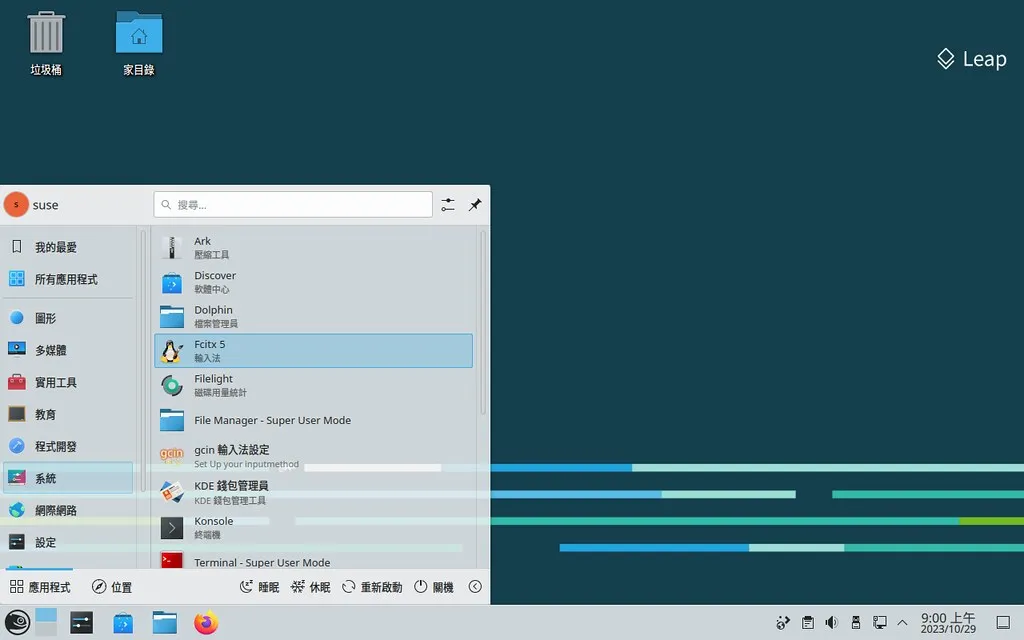 垃圾桶
家目錄
Leap
s
suse
搜尋...
我的最愛
所有應用程式
圖形
多媒體
實用工具
教育
程式開發
系統
網際網路
設定
Ark
壓縮工具
Discover
軟體中心
Dolphin
檔案管理員
Fcitx 5
輸入法
Filelight
磁碟用量統計
File Manager - Super User Mode
gcin
gcin 輸入法設定
Set Up your inputmethod
KDE 錢包管理員
KDE 錢包管理工具
Konsole
終端機
Terminal - Super User Mode
應用程式
位置
睡眠
休眠
重新啟動
關機
9:00 上午
2023/10/29